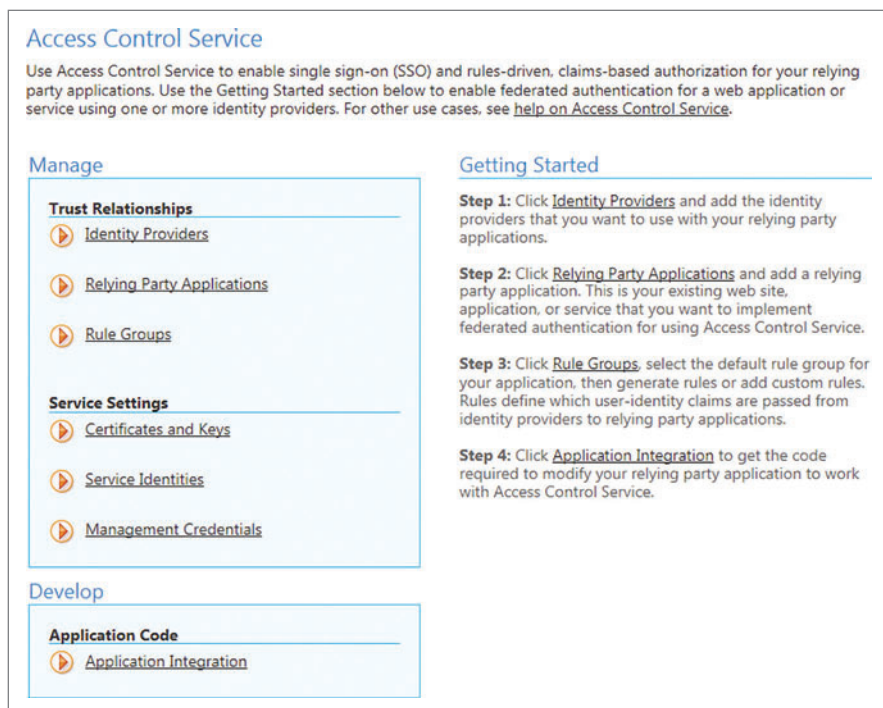 Access Control Service
Use Access Control Service to enable single sign-on (SSO) and rules-driven, claims-based authorization for your relying
party applications. Use the Getting Started section below to enable federated authentication for a web application or
service using one or more identity providers. For other use cases, see help on Access Control Service.
Manage
Trust Relationships
Identity Providers
Relying Party Applications
Rule Groups
Service Settings
Certificates and Keys
Service Identities
Management Credentials
Develop
Application Code
Application Integration
Getting Started
Step 1: Click Identity Providers and add the identity
providers that you want to use with your relying party
applications.
Step 2: Click Relying Party Applications and add a relying
party application. This is your existing web site,
application, or service that you want to implement
federated authentication for using Access Control Service.
Step 3: Click Rule Groups, select the default rule group for
your application, then generate rules or add custom rules.
Rules define which user-identity claims are passed from
identity providers to relying party applications.
Step 4: Click Application Integration to get the code
required to modify your relying party application to work
with Access Control Service.